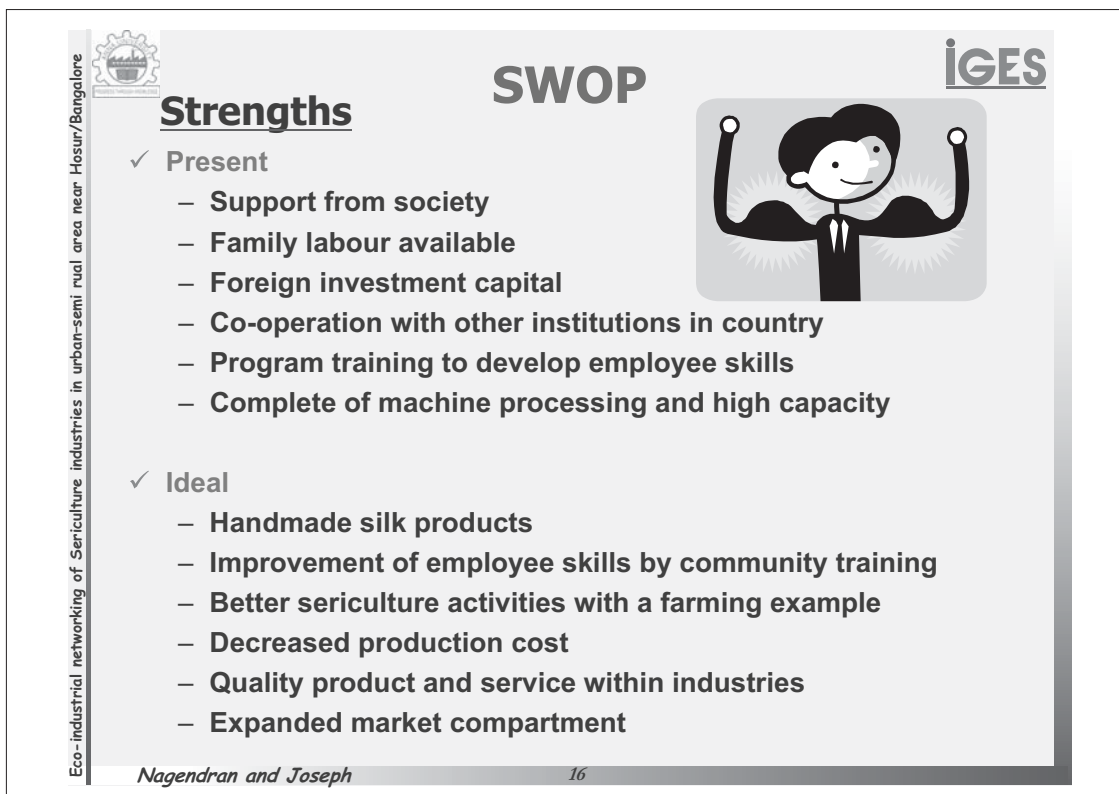 Eco-industrial networking of Sericulture industries in urban-semi rual area near Hosur/Bangalore
PROGRESS THROUGH KNOWLEDGE
SWOP
iGES
Strengths
✓ Present
– Support from society
– Family labour available
– Foreign investment capital
– Co-operation with other institutions in country
– Program training to develop employee skills
– Complete of machine processing and high capacity
✓ Ideal
– Handmade silk products
– Improvement of employee skills by community training
– Better sericulture activities with a farming example
– Decreased production cost
– Quality product and service within industries
– Expanded market compartment
Nagendran and Joseph
16